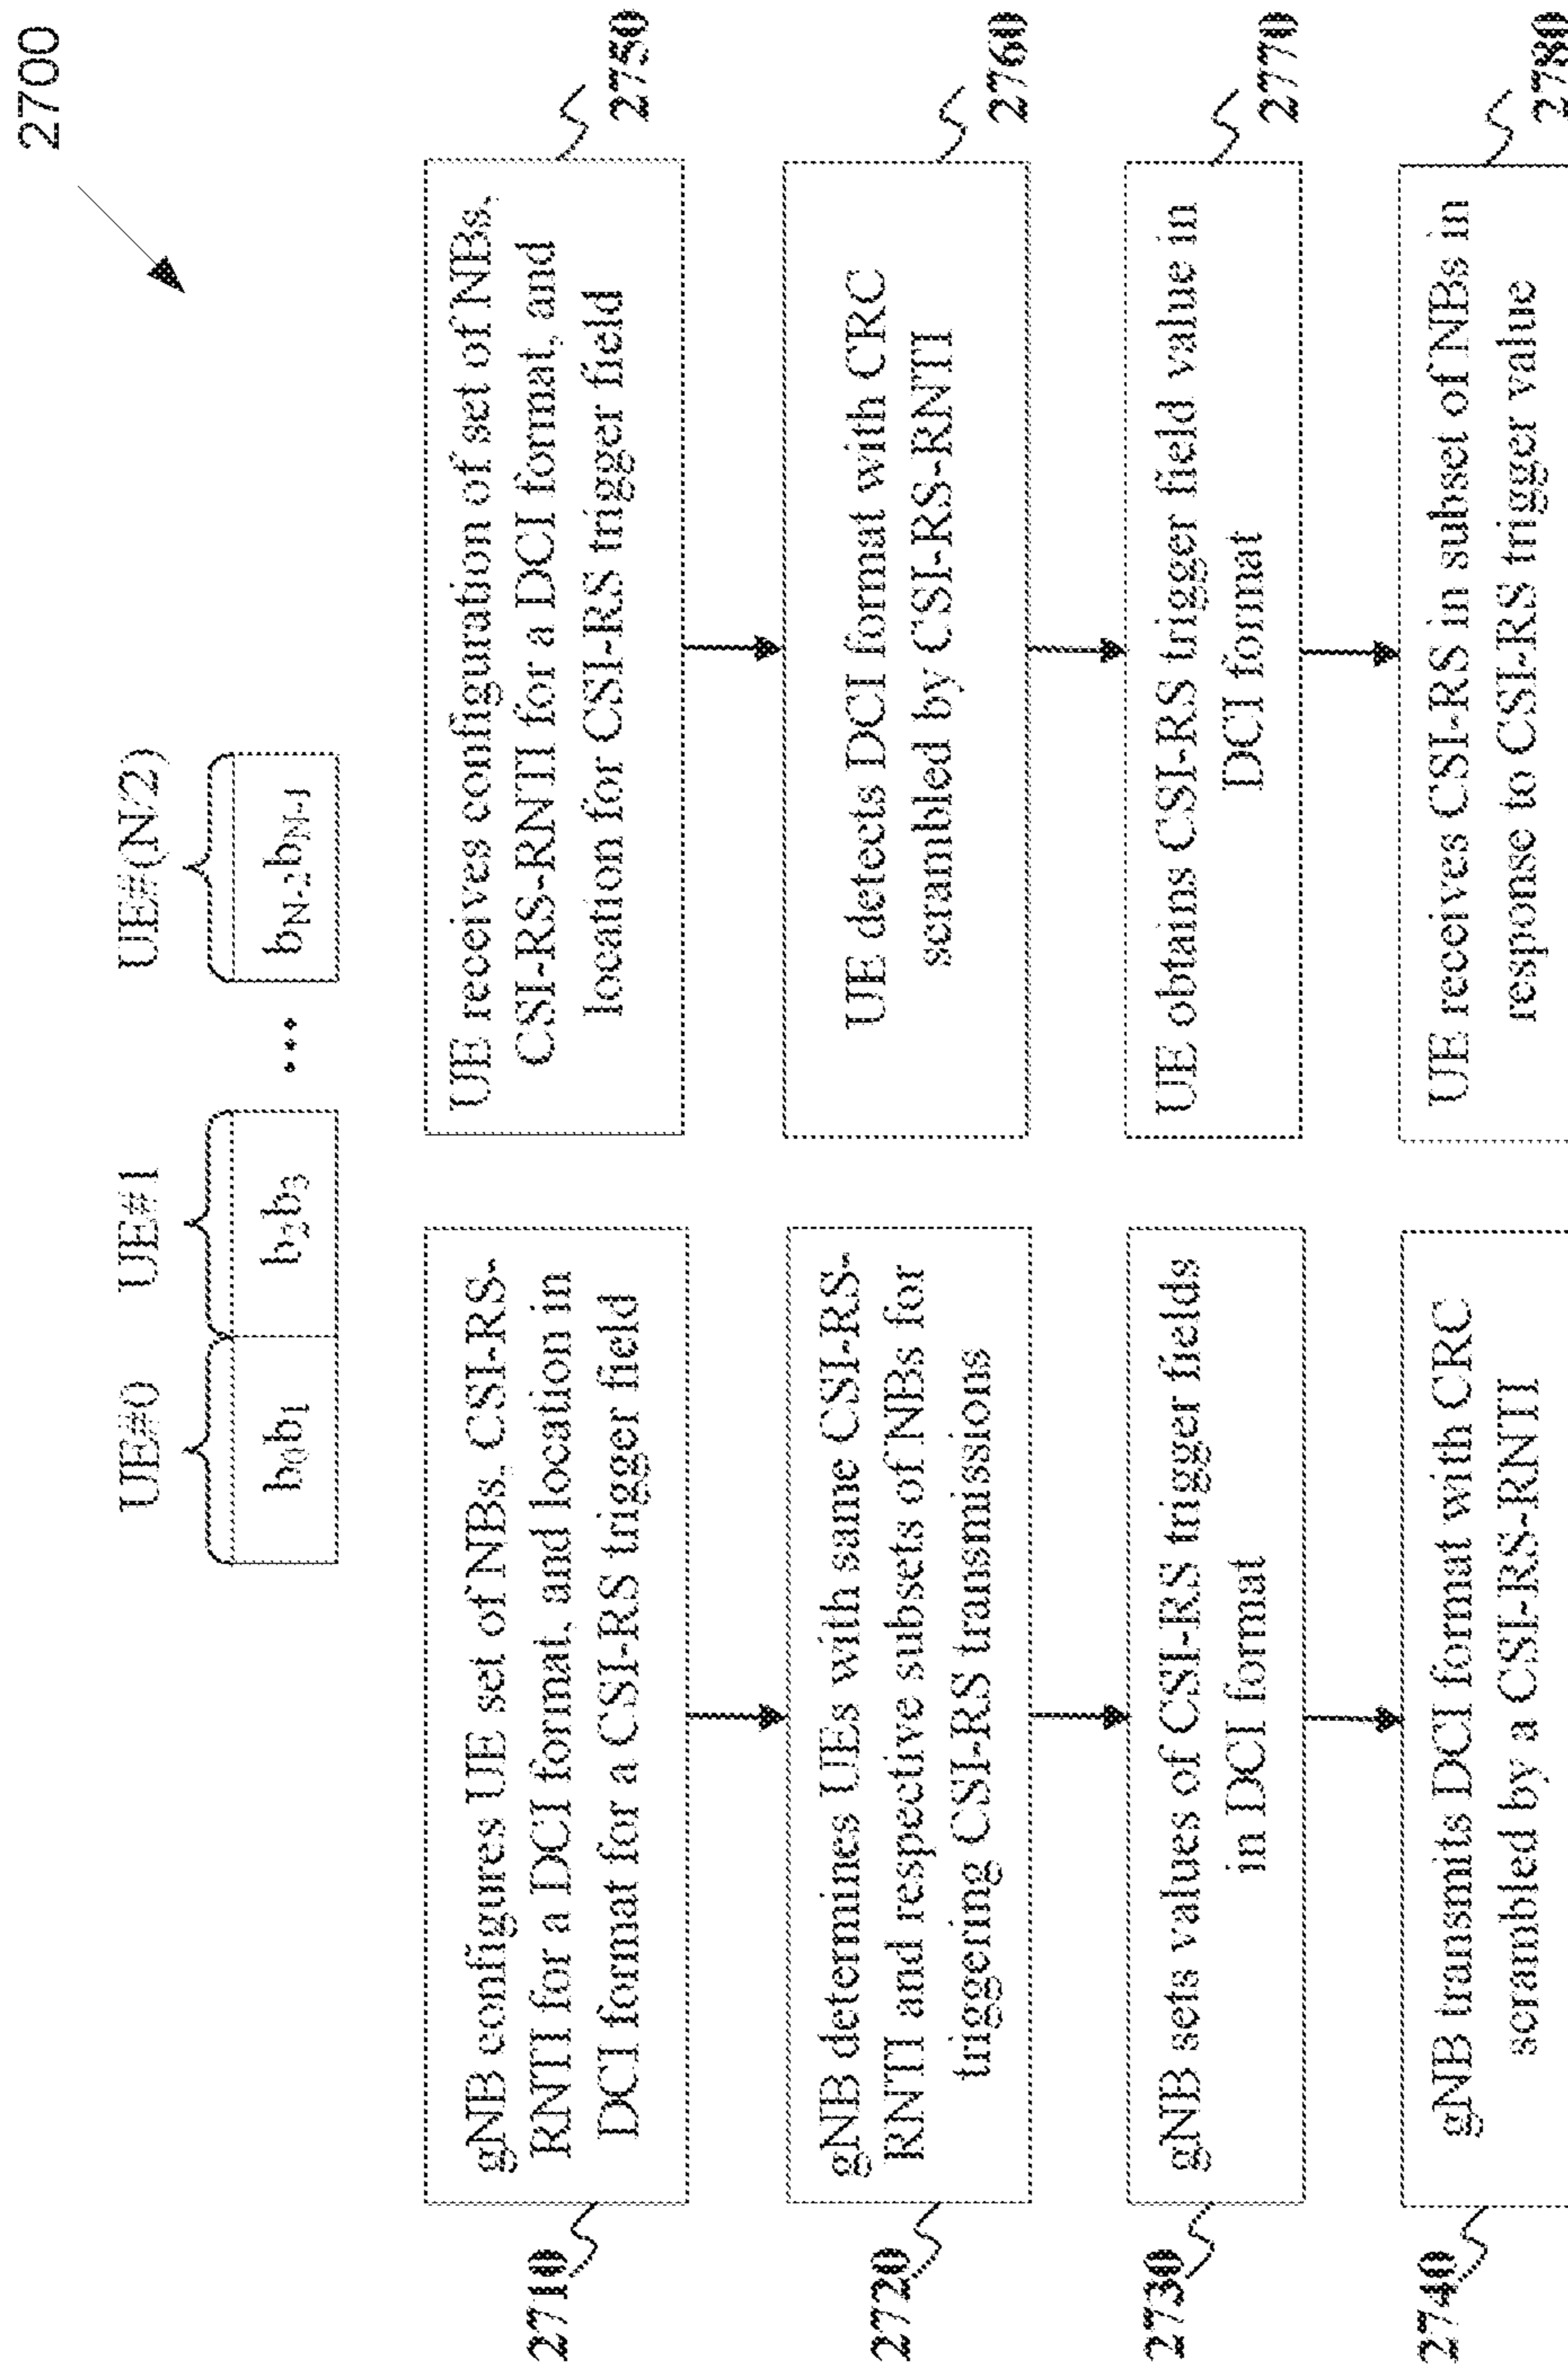 2700
UE#0
UE#1
UE#(N/2)
b₀b₁
b₂b₃
...
b_{N-2}b_{N-1}
gNB configures UE set of NBs, CSI-RS-
RNTI for a DCI format, and location in
DCI format for a CSI-RS trigger field
2710
gNB determines UEs with same CSI-RS-
RNTI and respective subsets of NBs for
triggering CSI-RS transmissions
2720
gNB sets values of CSI-RS trigger fields
in DCI format
2730
gNB transmits DCI format with CRC
scrambled by a CSI-RS-RNTI
2740
UE receives configuration of set of NBs,
CSI-RS-RNTI for a DCI format, and
location for CSI-RS trigger field
2750
UE detects DCI format with CRC
scrambled by CSI-RS-RNTI
2760
UE obtains CSI-RS trigger field value in
DCI format
2770
UE receives CSI-RS in subset of NBs in
response to CSI-RS trigger value
2780